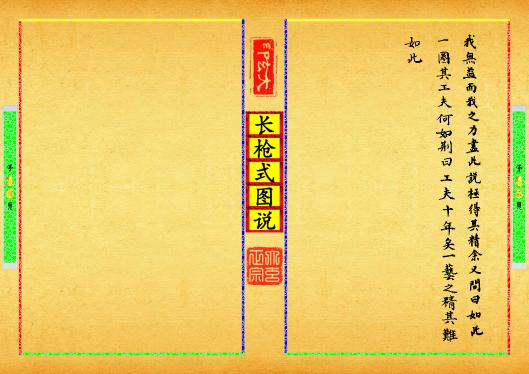 我無益而我之力盡此說極得其精余又問曰如此
一圈其工夫何如荆曰工夫十年矣一藝之精其難
如此
长枪式图说